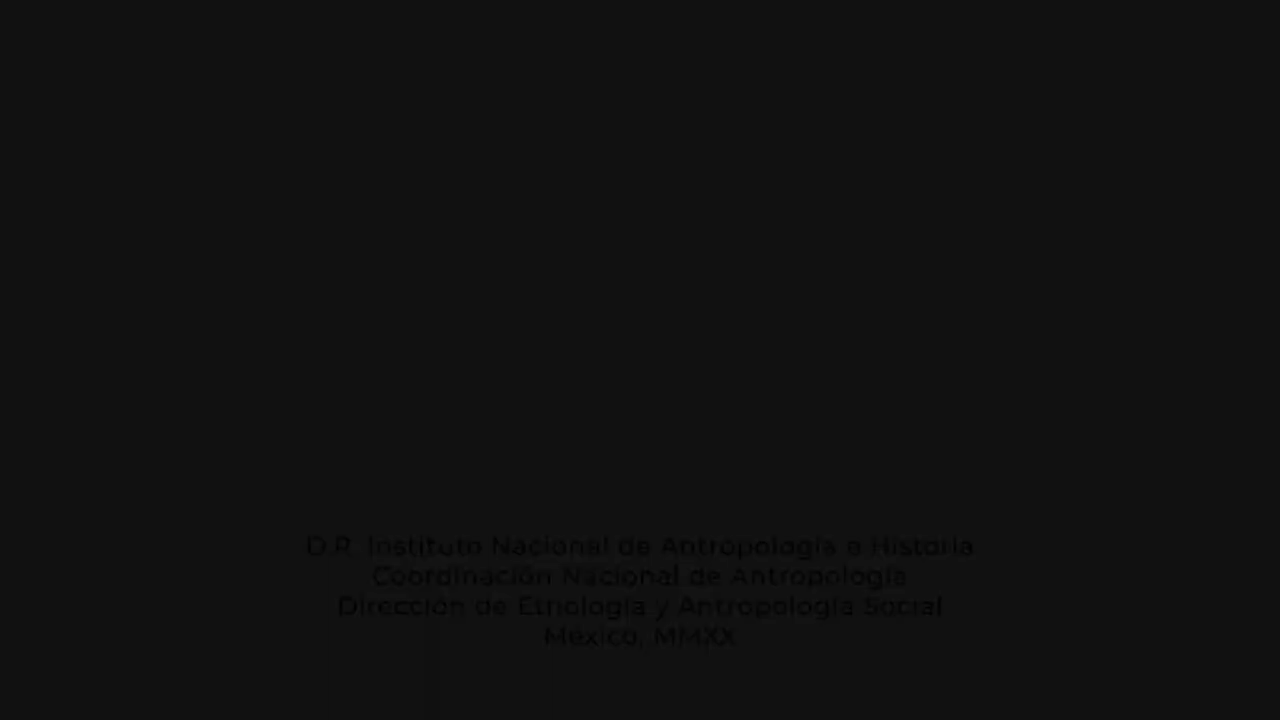 D.R. Instituto Nacional de Antropología e Historia
Coordinación Nacional de Antropología
Dirección de Etnología y Antropología Social
México, MMXX